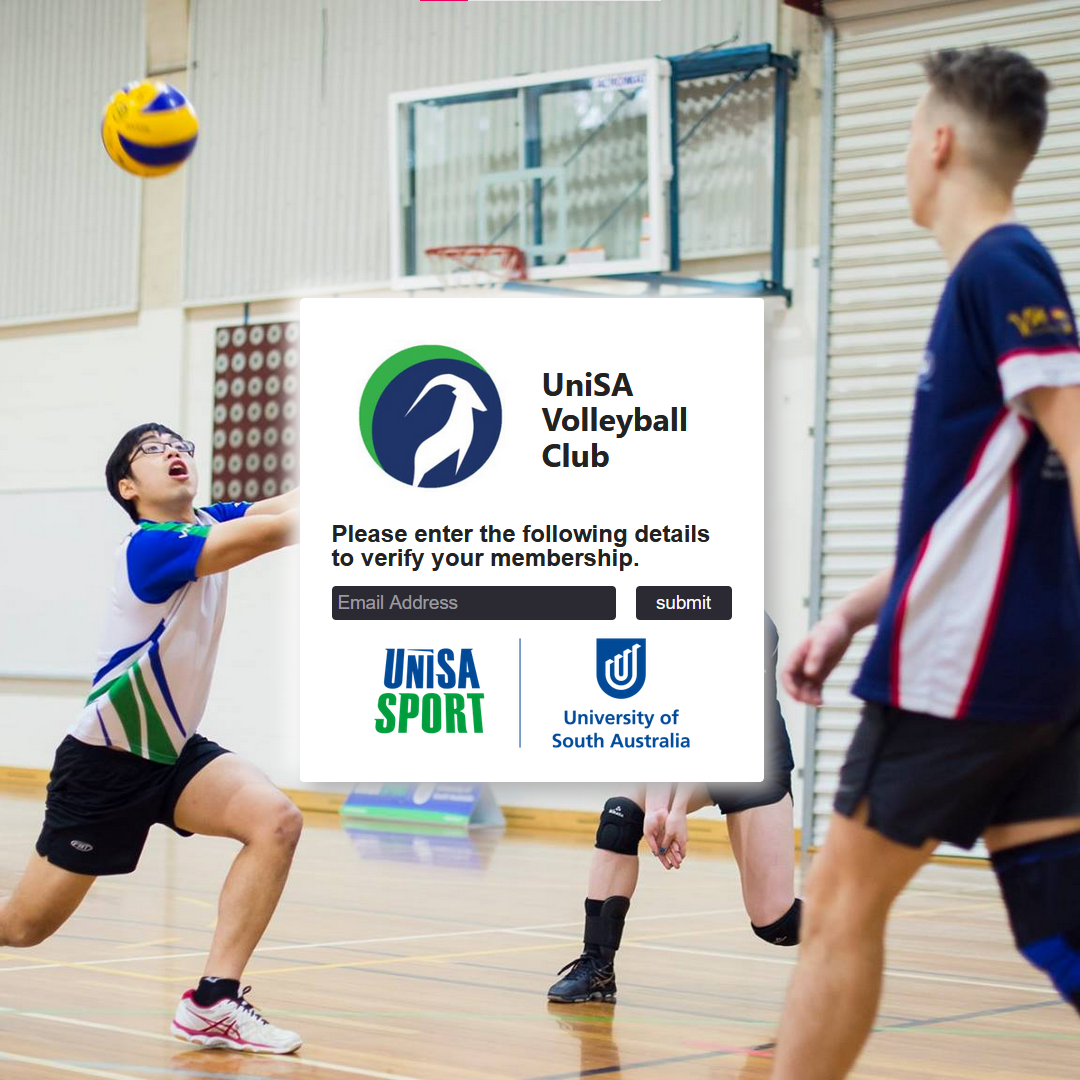 UniSA
Volleyball
Club
Please enter the following details
to verify your membership.
Email Address
submit
UNiSA
SPORT
University of
South Australia